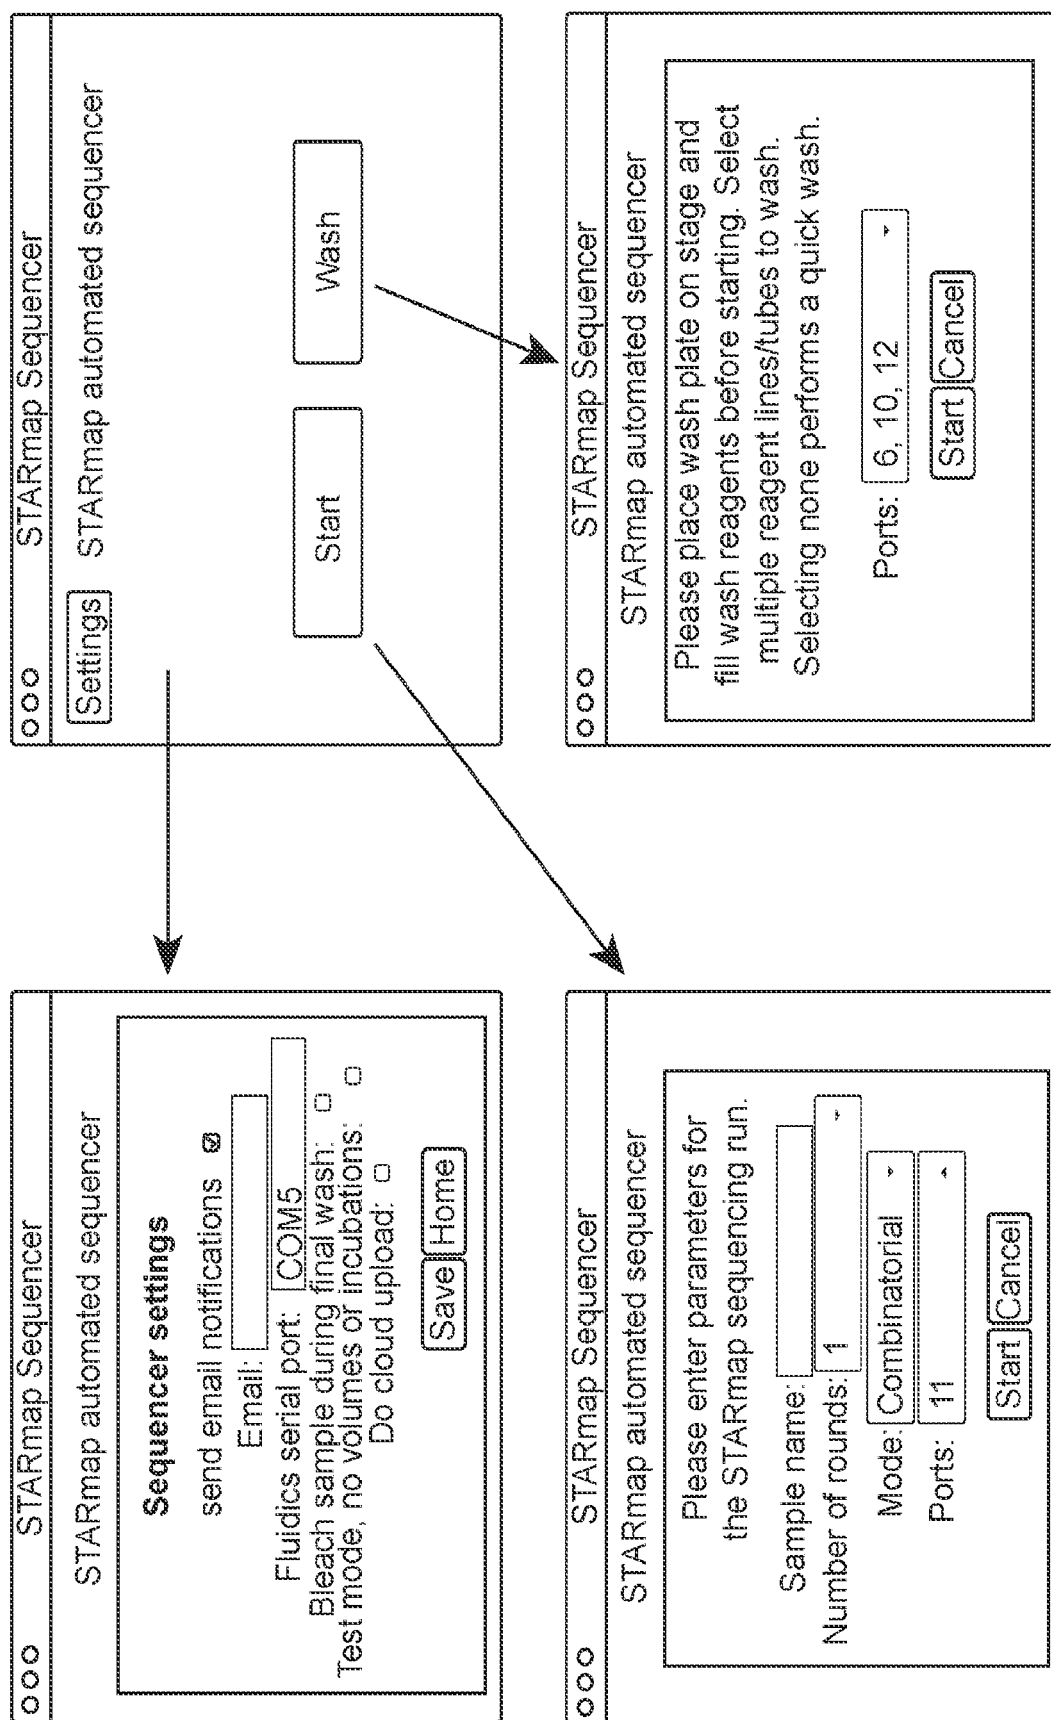 STARmap Sequencer
STARmap automated sequencer
Sequencer settings
send email notifications
Email:
Fluidics serial port: COM5
Bleach sample during final wash:
Test mode, no volumes or incubations:
Do cloud upload:
Save Home
STARmap Sequencer
Settings STARmap automated sequencer
Start Wash
STARmap Sequencer
STARmap automated sequencer
Please enter parameters for
the STARmap sequencing run.
Sample name:
Number of rounds: 1
Mode: Combinatorial
Ports: 11
Start Cancel
STARmap Sequencer
STARmap automated sequencer
Please place wash plate on stage and
fill wash reagents before starting. Select
multiple reagent lines/tubes to wash.
Selecting none performs a quick wash.
Ports: 6, 10, 12
Start Cancel